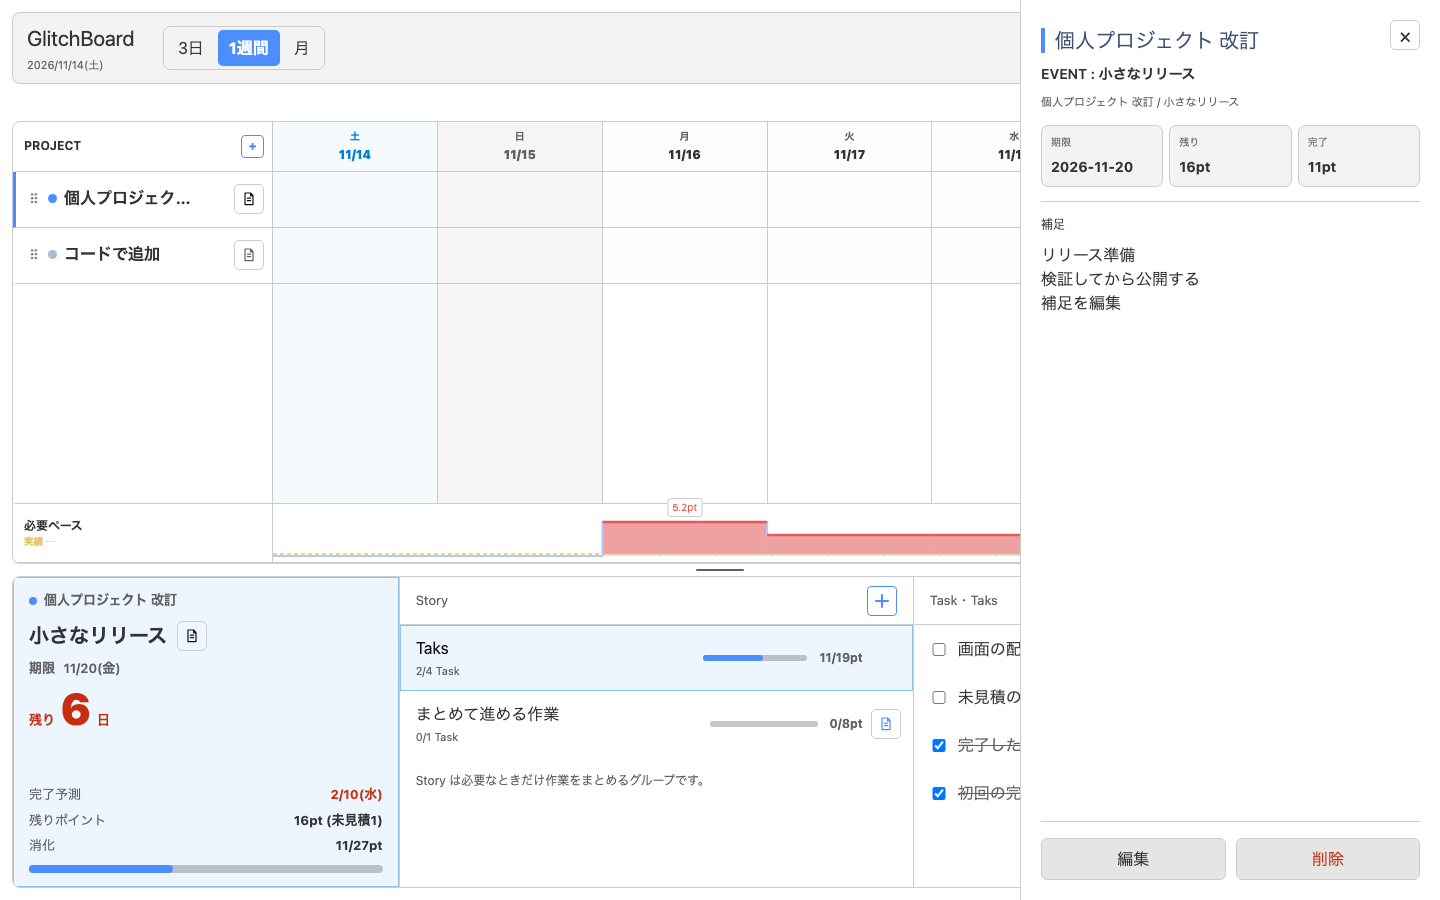 GlitchBoard
2026/11/14(土)
3日
1週間
月
PROJECT
+
土
11/14
日
11/15
月
11/16
火
11/17
水
個人プロジェク...
コードで追加
必要ペース
実績 —
5.2pt
個人プロジェクト 改訂
小さなリリース
期限 11/20(金)
残り 6 日
完了予測 2/10(水)
残りポイント 16pt (未見積1)
消化 11/27pt
Story
+
Taks
2/4 Task
11/19pt
まとめて進める作業
0/1 Task
0/8pt
Story は必要なときだけ作業をまとめるグループです。
Task・Taks
画面の配
未見積の
完了した
初回の完
個人プロジェクト 改訂
×
EVENT : 小さなリリース
個人プロジェクト 改訂 / 小さなリリース
期限
2026-11-20
残り
16pt
完了
11pt
補足
リリース準備
検証してから公開する
補足を編集
編集
削除